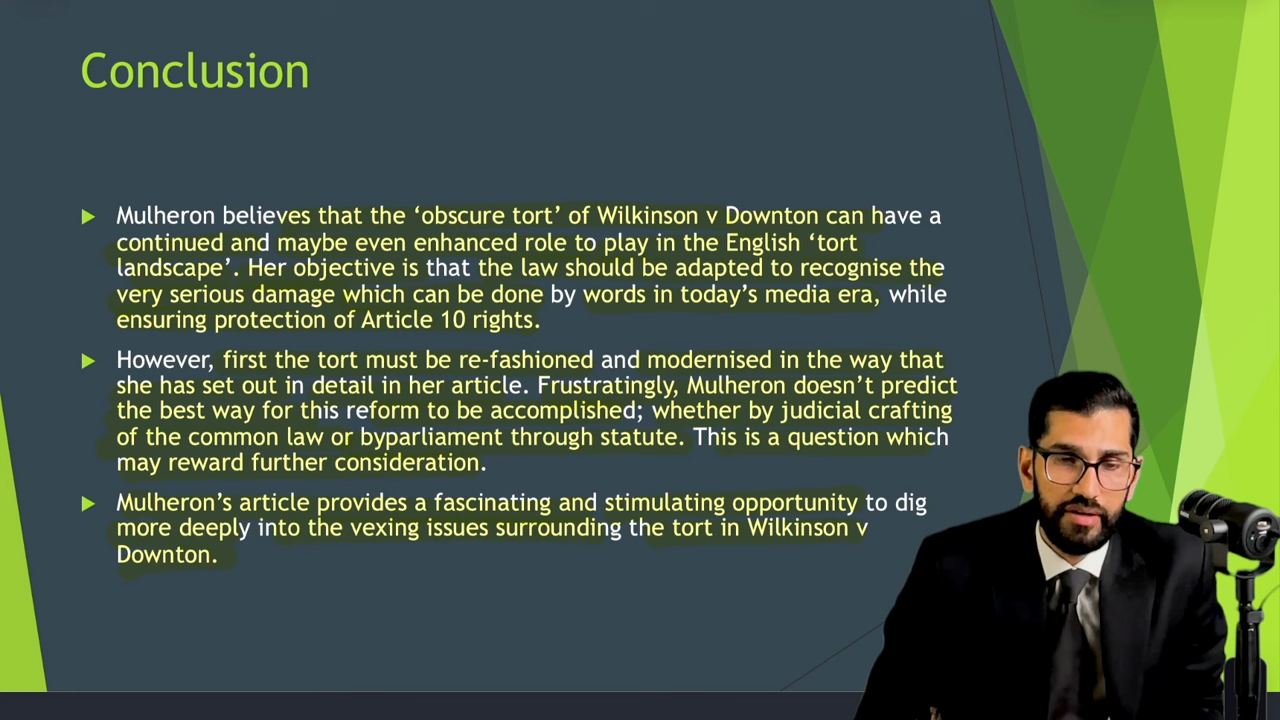 Conclusion
Mulheron believes that the ‘obscure tort’ of Wilkinson v Downton can have a
continued and maybe even enhanced role to play in the English ‘tort
landscape’. Her objective is that the law should be adapted to recognise the
very serious damage which can be done by words in today’s media era, while
ensuring protection of Article 10 rights.
However, first the tort must be re-fashioned and modernised in the way that
she has set out in detail in her article. Frustratingly, Mulheron doesn’t predict
the best way for this reform to be accomplished; whether by judicial crafting
of the common law or byparliament through statute. This is a question which
may reward further consideration.
Mulheron’s article provides a fascinating and stimulating opportunity to dig
more deeply into the vexing issues surrounding the tort in Wilkinson v
Downton.